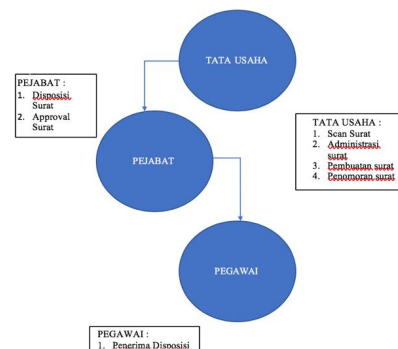 TATA USAHA
PEJABAT :
1. Disposisi
Surat
2. Approval
Surat
TATA USAHA :
1. Scan Surat
2. Administrasi
surat
3. Pembuatan surat
4. Penomoran surat
PEJABAT
PEGAWAI
PEGAWAI :
1. Penerima Disposisi